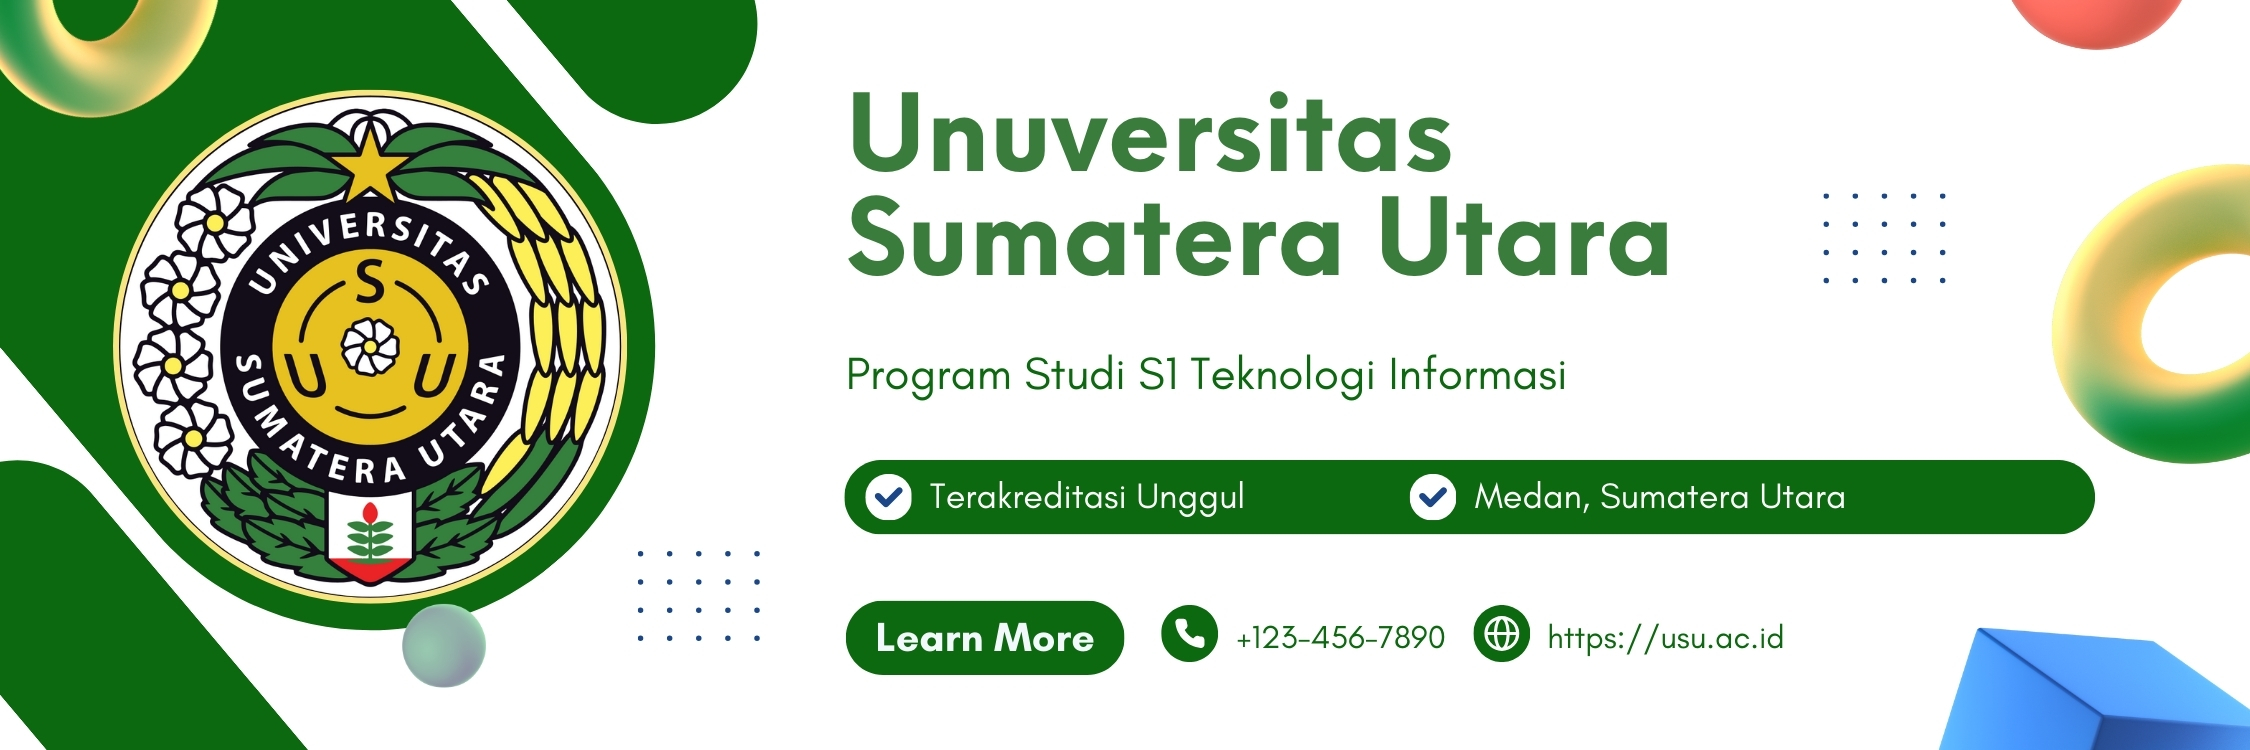 UNIVERSITAS
SUMATERA UTARA
S
U U
Unuversitas
Sumatera Utara
Program Studi S1 Teknologi Informasi
Terakreditasi Unggul
Medan, Sumatera Utara
Learn More
+123-456-7890
https://usu.ac.id